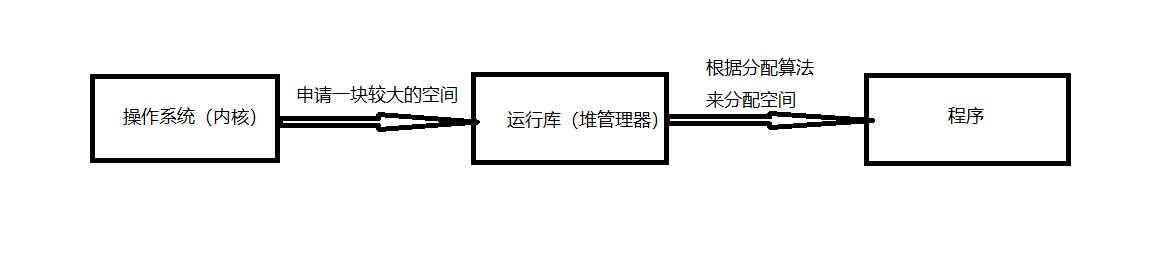 操作系统（内核）
申请一块较大的空间
运行库（堆管理器）
根据分配算法
来分配空间
程序